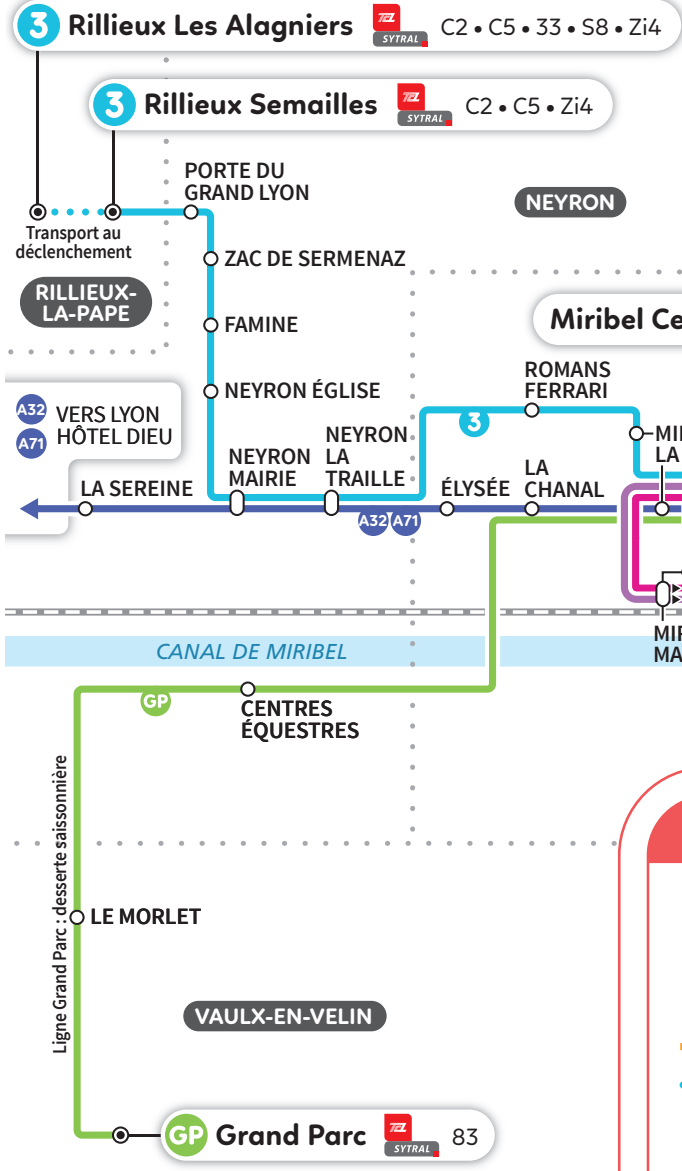 3 Rillieux Les Alagniers TCL SYTRAL C2 • C5 • 33 • S8 • Zi4
3 Rillieux Semailles TCL SYTRAL C2 • C5 • Zi4
PORTE DU
GRAND LYON
NEYRON
Transport au
déclenchement
ZAC DE SERMENAZ
RILLIEUX-
LA-PAPE
FAMINE
Miribel Ce
ROMANS
FERRARI
NEYRON ÉGLISE
A32 VERS LYON
A71 HÔTEL DIEU
3
NEYRON
MAIRIE
NEYRON
LA
TRAILLE
LA SEREINE
ÉLYSÉE
LA
CHANAL
LA
A32 A71
CANAL DE MIRIBEL
MA
GP
CENTRES
ÉQUESTRES
Ligne Grand Parc : desserte saissonnière
LE MORLET
VAULX-EN-VELIN
GP Grand Parc TCL SYTRAL 83